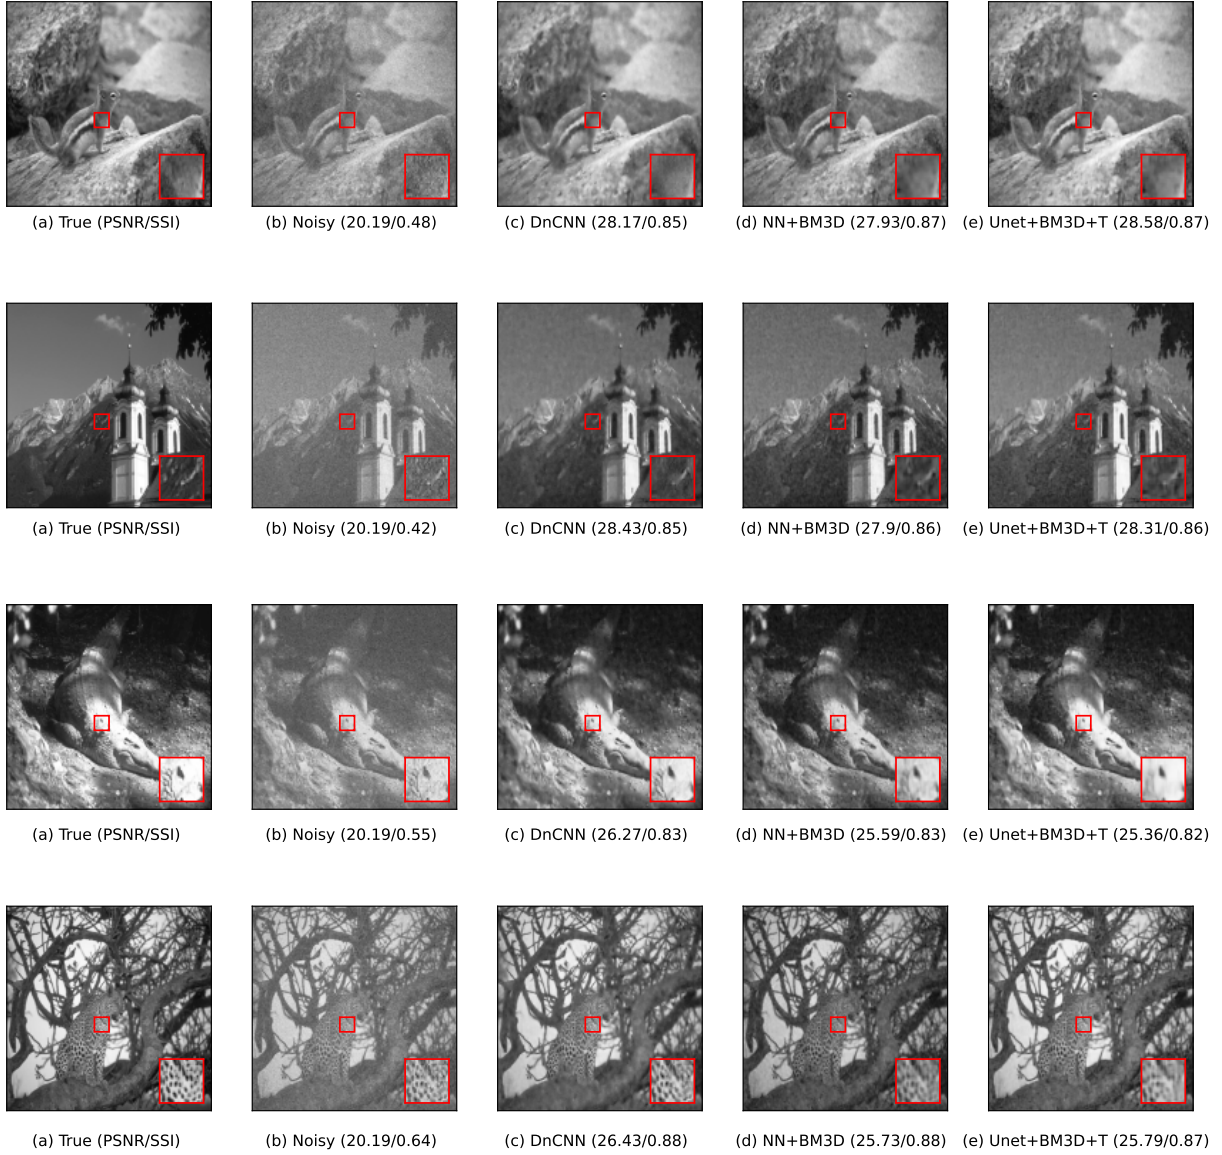 (a) True (PSNR/SSI) (b) Noisy (20.19/0.48) (c) DnCNN (28.17/0.85) (d) NN+BM3D (27.93/0.87) (e) Unet+BM3D+T (28.58/0.87)
(a) True (PSNR/SSI) (b) Noisy (20.19/0.42) (c) DnCNN (28.43/0.85) (d) NN+BM3D (27.9/0.86) (e) Unet+BM3D+T (28.31/0.86)
(a) True (PSNR/SSI) (b) Noisy (20.19/0.55) (c) DnCNN (26.27/0.83) (d) NN+BM3D (25.59/0.83) (e) Unet+BM3D+T (25.36/0.82)
(a) True (PSNR/SSI) (b) Noisy (20.19/0.64) (c) DnCNN (26.43/0.88) (d) NN+BM3D (25.73/0.88) (e) Unet+BM3D+T (25.79/0.87)